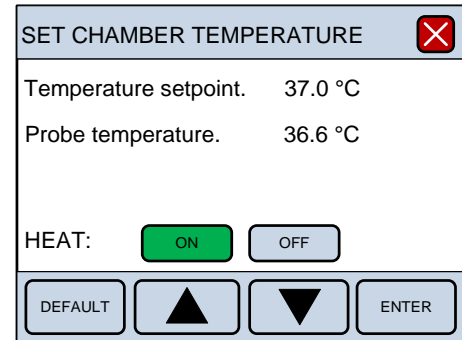 SET CHAMBER TEMPERATURE
Temperature setpoint. 37.0 °C
Probe temperature. 36.6 °C
HEAT: ON OFF
DEFAULT ENTER